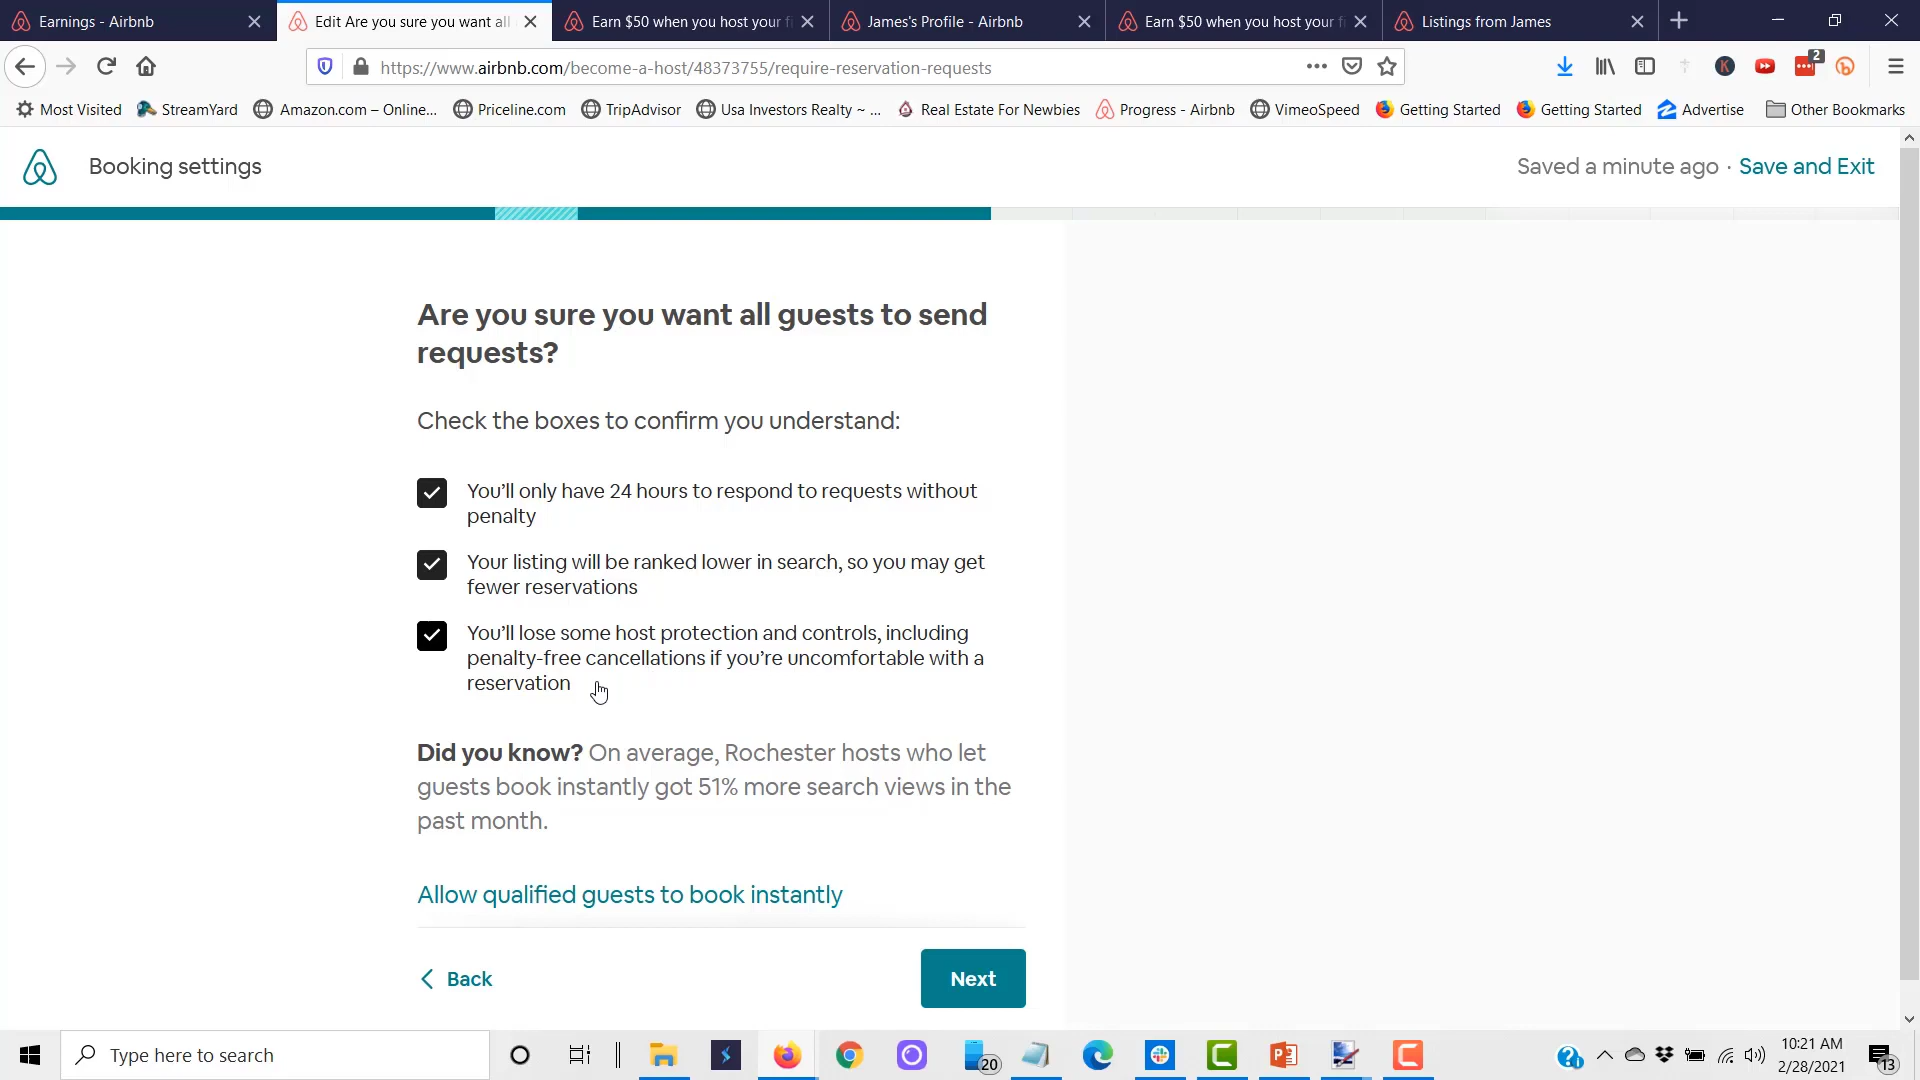 Earnings - Airbnb
Edit Are you sure you want all
Earn $50 when you host your fi
James's Profile - Airbnb
Earn $50 when you host your fi
Listings from James
https://www.airbnb.com/become-a-host/48373755/require-reservation-requests
K
2
b
Most Visited
StreamYard
Amazon.com – Online...
Priceline.com
TripAdvisor
Usa Investors Realty ~ ...
Real Estate For Newbies
Progress - Airbnb
VimeoSpeed
Getting Started
Getting Started
Advertise
Other Bookmarks
Booking settings
Saved a minute ago · Save and Exit
Are you sure you want all guests to send
requests?
Check the boxes to confirm you understand:
You’ll only have 24 hours to respond to requests without
penalty
Your listing will be ranked lower in search, so you may get
fewer reservations
You’ll lose some host protection and controls, including
penalty-free cancellations if you’re uncomfortable with a
reservation
Did you know? On average, Rochester hosts who let
guests book instantly got 51% more search views in the
past month.
Allow qualified guests to book instantly
Back
Next
Type here to search
20
10:21 AM
2/28/2021
13